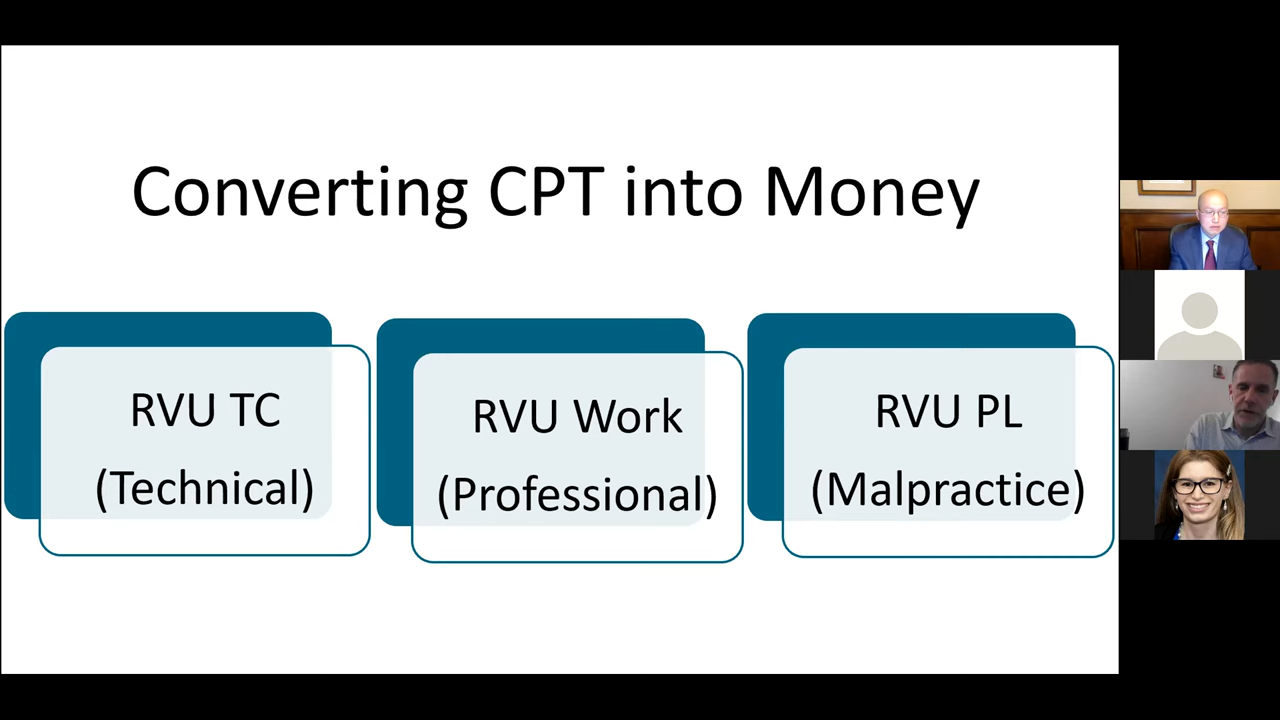 Converting CPT into Money
RVU TC
(Technical)
RVU Work
(Professional)
RVU PL
(Malpractice)